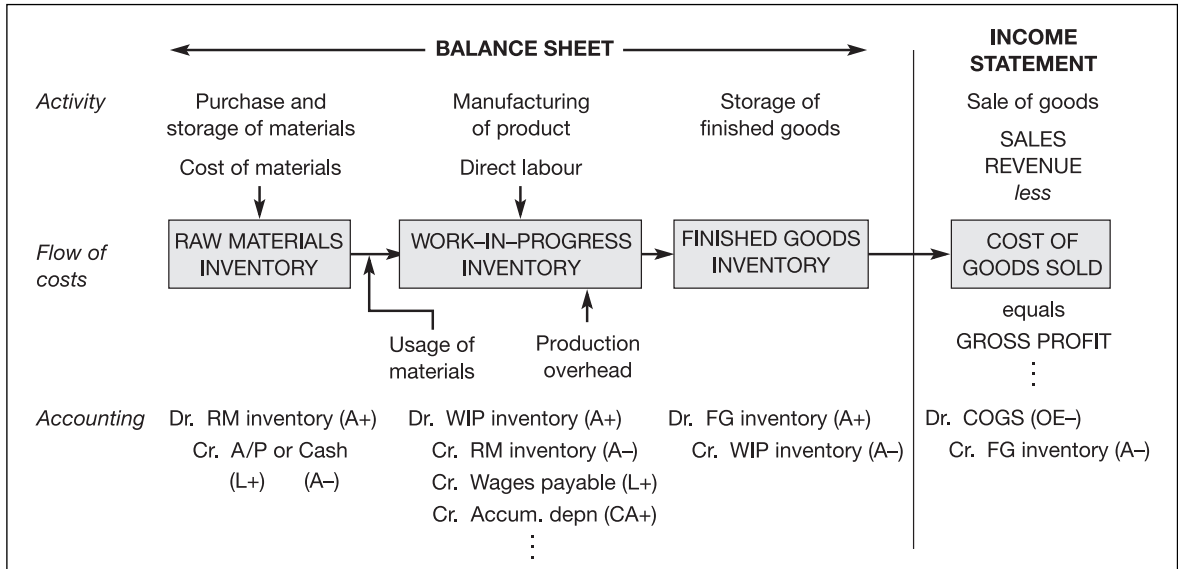 BALANCE SHEET
INCOME
STATEMENT
Activity
Purchase and
storage of materials
Manufacturing
of product
Storage of
finished goods
Sale of goods
Cost of materials
Direct labour
SALES
REVENUE
less
Flow of
costs
RAW MATERIALS
INVENTORY
WORK–IN–PROGRESS
INVENTORY
FINISHED GOODS
INVENTORY
COST OF
GOODS SOLD
Usage of
materials
Production
overhead
equals
GROSS PROFIT
Accounting
Dr. RM inventory (A+)
Cr. A/P or Cash
(L+) (A–)
Dr. WIP inventory (A+)
Cr. RM inventory (A–)
Cr. Wages payable (L+)
Cr. Accum. depn (CA+)
Dr. FG inventory (A+)
Cr. WIP inventory (A–)
Dr. COGS (OE–)
Cr. FG inventory (A–)